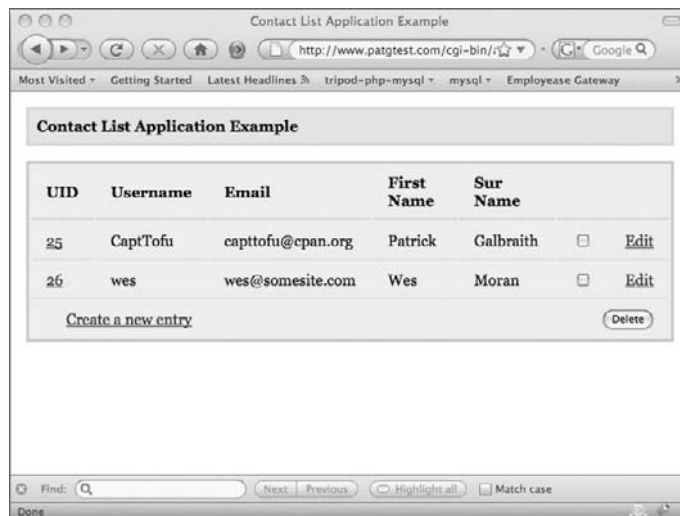 Contact List Application Example
http://www.patgtest.com/cgi-bin/
Google
Most Visited Getting Started Latest Headlines tripod-php-mysql mysql Employease Gateway
Contact List Application Example
UID Username Email First Name Sur Name
25 CaptTofu capttofu@cpan.org Patrick Galbraith Edit
26 wes wes@somesite.com Wes Moran Edit
Create a new entry Delete
Find: Next Previous Highlight all Match case
Done